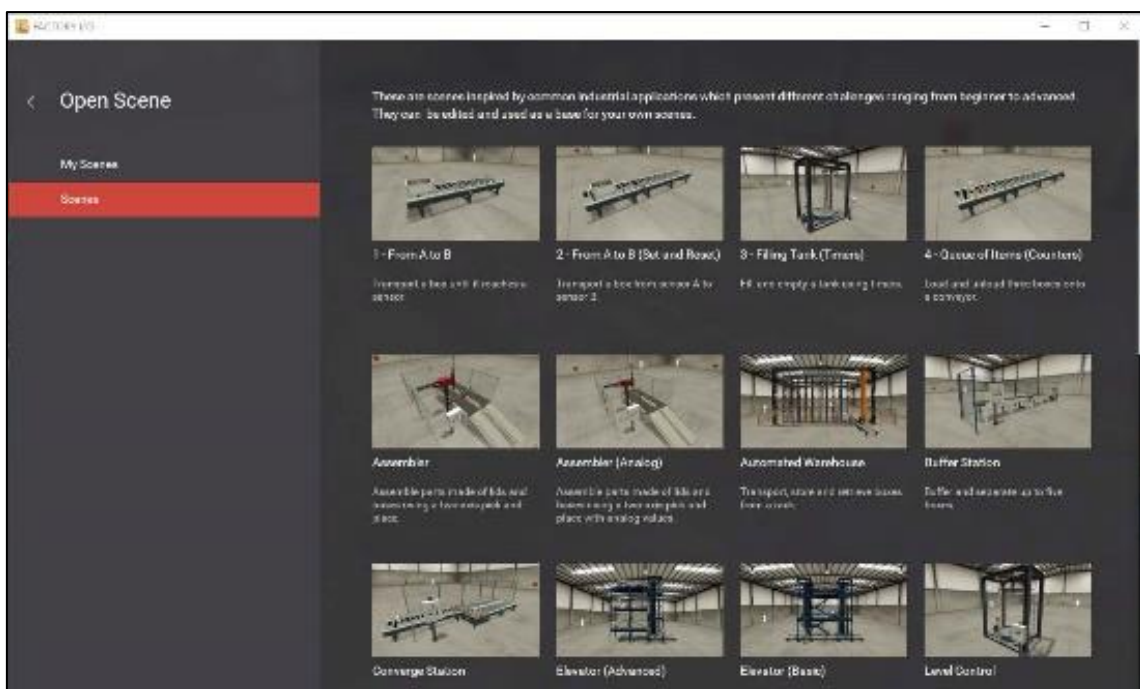 FACTORY I/O
Open Scene
My Scenes
Scenes
These are scenes inspired by common industrial applications which present different challenges ranging from beginner to advanced.
They can be edited and used as a base for your own scenes.
1 - From A to B
Transport a box until it reaches a
sensor.
2 - From A to B (Set and Reset)
Transport a box from sensor A to
sensor
3 - Filling Tank (Timers)
Fill and empty a tank using timers.
4 - Queue of Items (Counters)
Load and unload three boxes onto
a conveyor.
Assembler
Assemble parts made of lids and
bases using a two axis pick and
place.
Assembler (Analog)
Assemble parts made of lids and
bases using a two axis pick and
place with analog values.
Automated Warehouse
Transport, store and retrieve boxes
from a rack.
Buffer Station
Buffer and separate up to five
boxes.
Converge Station
Elevator (Advanced)
Elevator (Basic)
Level Control